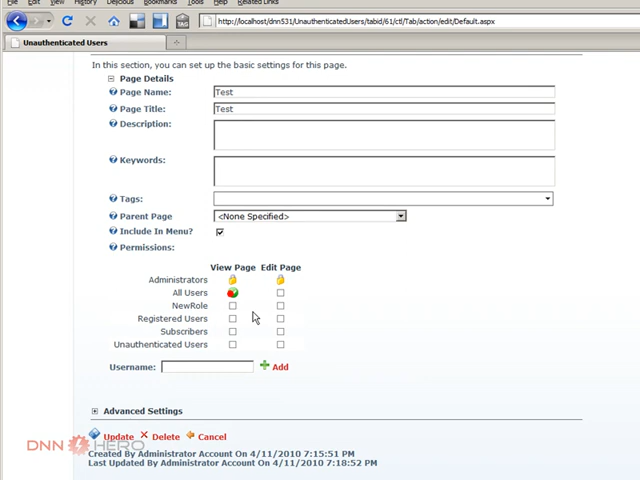 File Edit View History Bookmarks Tools Help
http://localhost/dnn531/UnauthenticatedUsers/tabid/61/ctl/Tab/action/edit/Default.aspx
Unauthenticated Users
In this section, you can set up the basic settings for this page.
Page Details
Page Name: Test
Page Title: Test
Description:
Keywords:
Tags:
Parent Page <None Specified>
Include In Menu?
Permissions:
View Page Edit Page
Administrators
All Users
NewRole
Registered Users
Subscribers
Unauthenticated Users
Username: Add
Advanced Settings
Update Delete Cancel
DNN HERO
Created By Administrator Account On 4/11/2010 7:15:51 PM
Last Updated By Administrator Account On 4/11/2010 7:18:52 PM